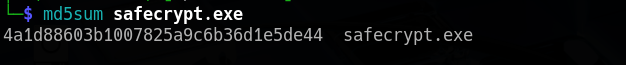 └─$ md5sum safecrypt.exe
4a1d88603b1007825a9c6b36d1e5de44  safecrypt.exe